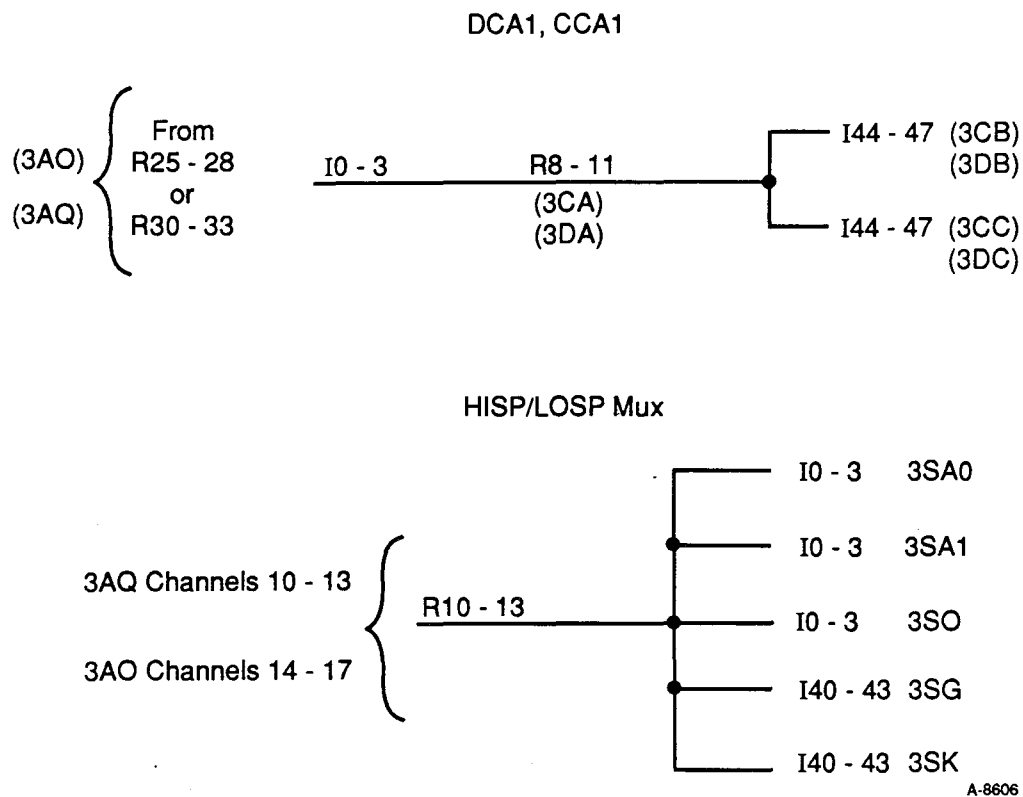 DCA1, CCA1
(3AO)
(3AQ)
From
R25 - 28
or
R30 - 33
I0 - 3
R8 - 11
(3CA)
(3DA)
I44 - 47 (3CB)
(3DB)
I44 - 47 (3CC)
(3DC)
HISP/LOSP Mux
3AQ Channels 10 - 13
3AO Channels 14 - 17
R10 - 13
I0 - 3 3SA0
I0 - 3 3SA1
I0 - 3 3SO
I40 - 43 3SG
I40 - 43 3SK
A-8606